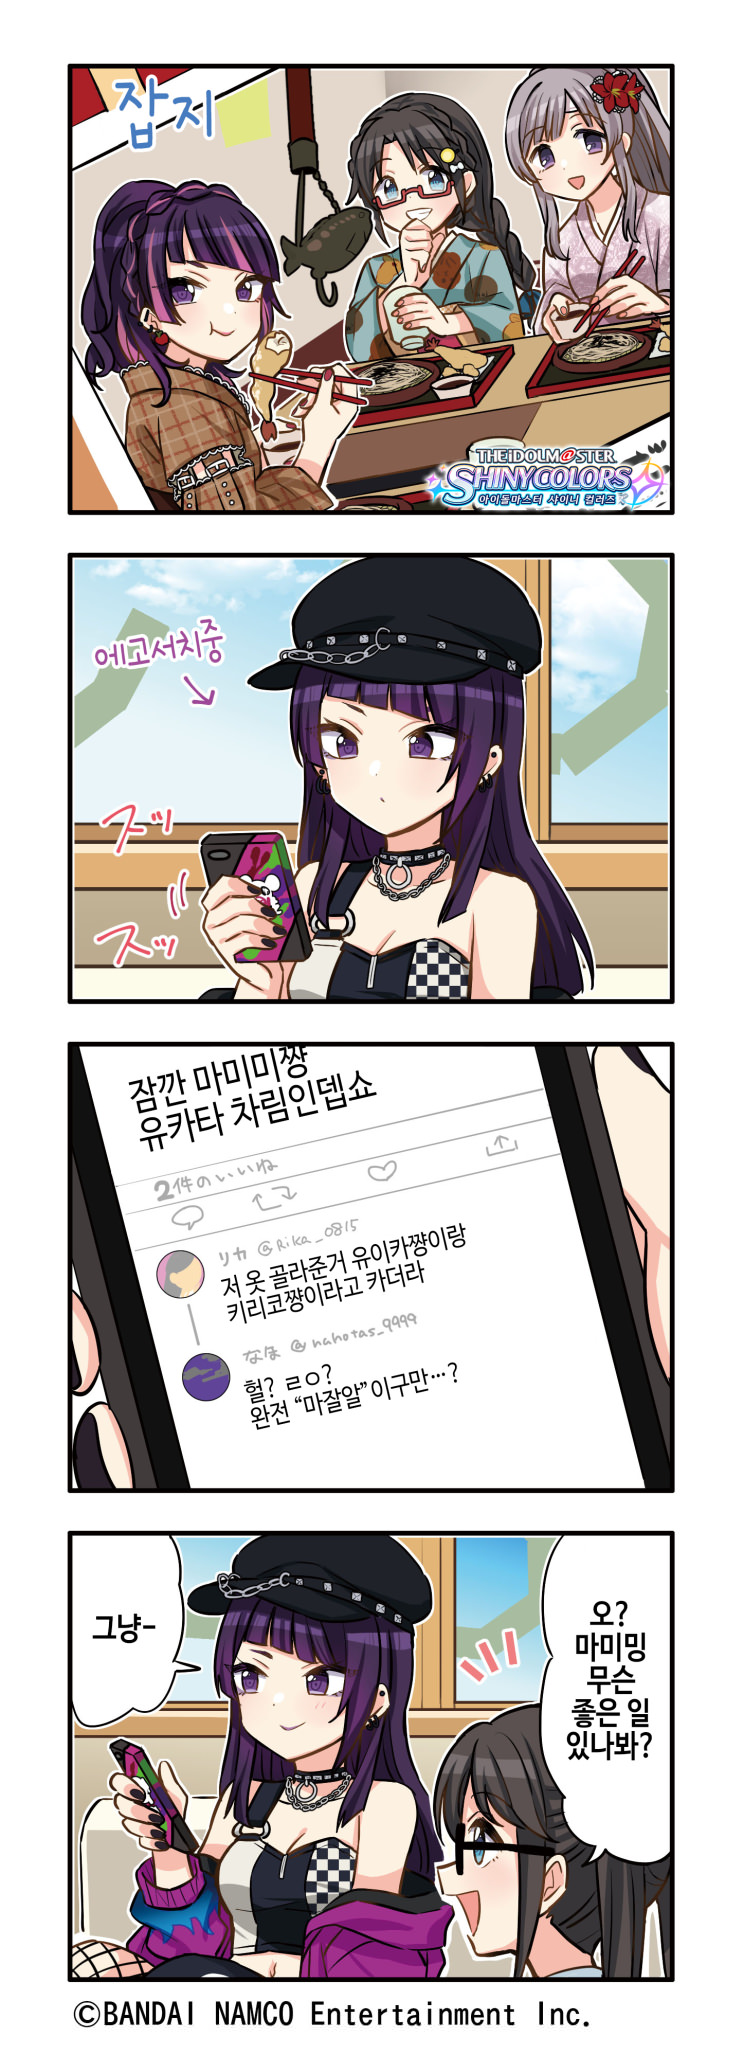 잡지
THE iDOLM@STER
SHINYCOLORS
아이돌마스터 샤이니 컬러즈
에고서치중
スッ
スッ
잠깐 마미미쨩
유카타 차림인뎁쇼
2件のいいね
リカ @Rika_0815
저 옷 골라준거 유이카쨩이랑
키리코쨩이라고 카더라
なほ @nahotas_9999
헐? ㄹㅇ?
완전 “마잘알” 이구만…?
오?
마미밍
무슨
좋은 일
있나봐?
그냥-
©BANDAI NAMCO Entertainment Inc.